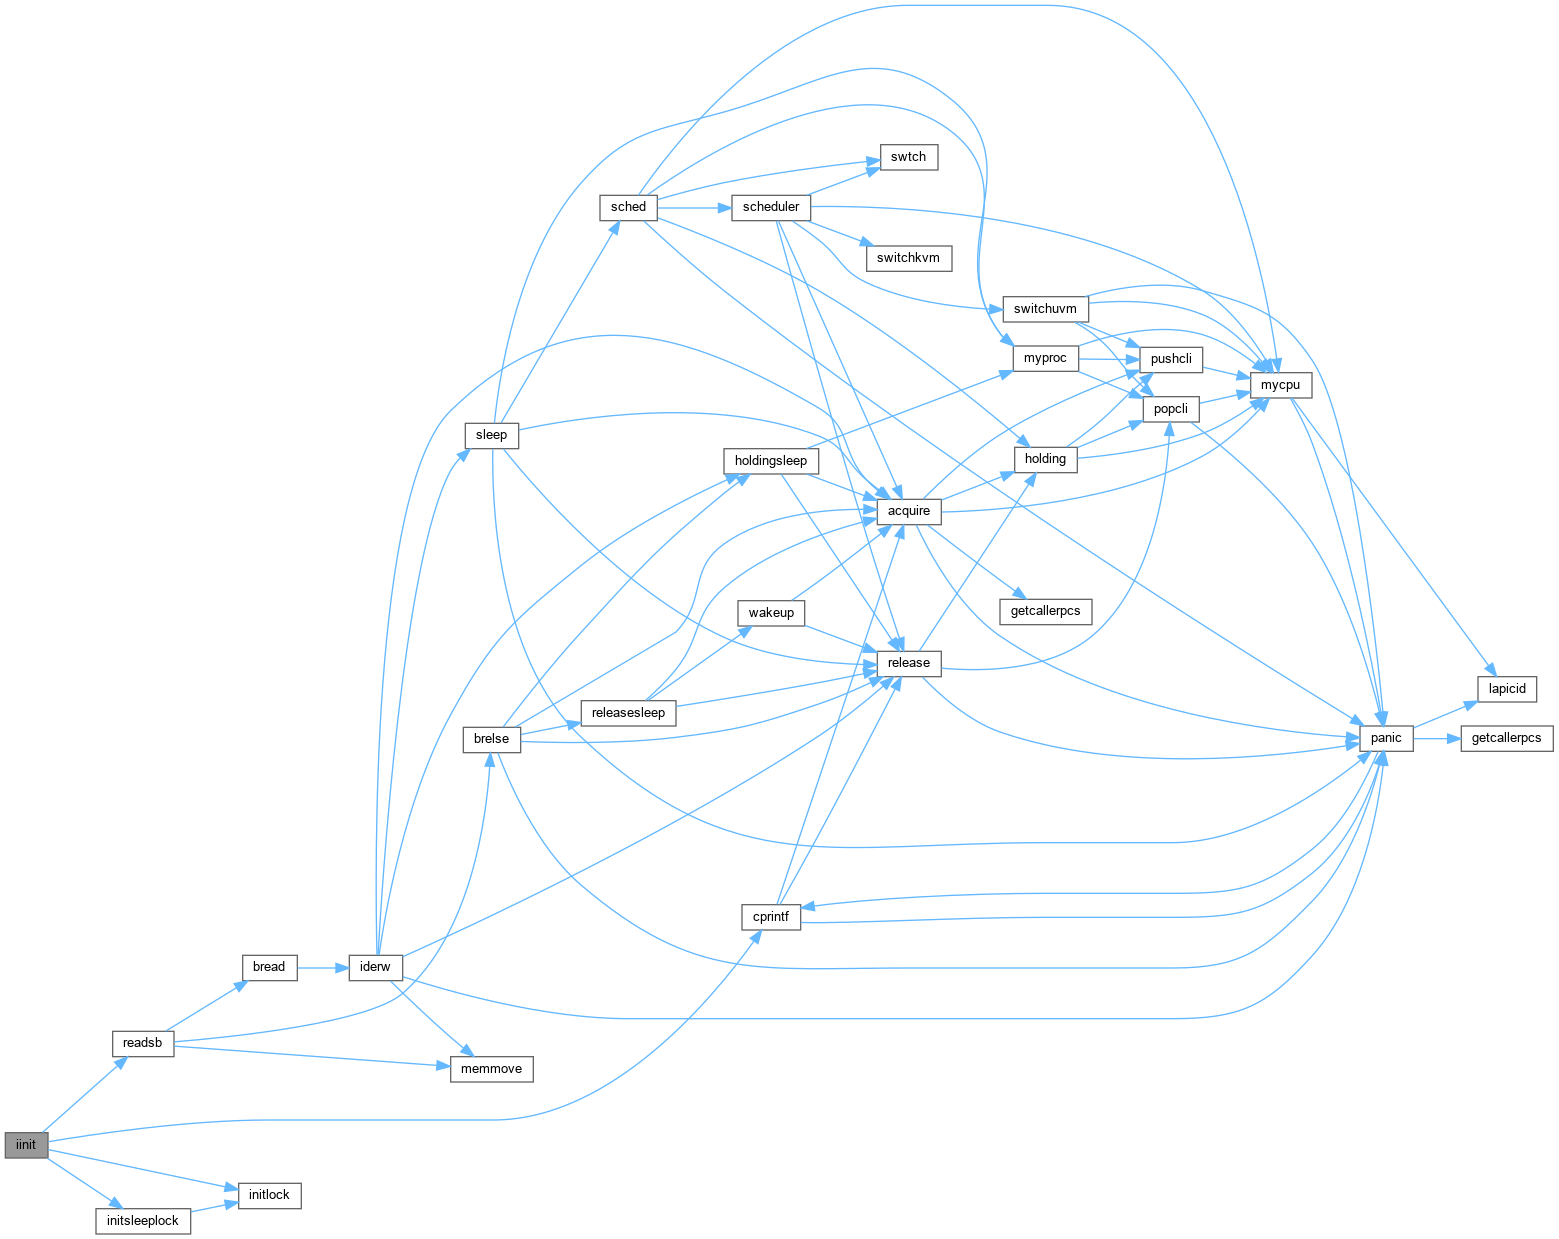 swtch
sched
scheduler
switchkvm
switchuvm
myproc
pushcli
mycpu
popcli
sleep
holdingsleep
holding
acquire
wakeup
getcallerpcs
release
lapicid
releasesleep
brelse
panic
getcallerpcs
cprintf
bread
iderw
readsb
memmove
iinit
initlock
initsleeplock